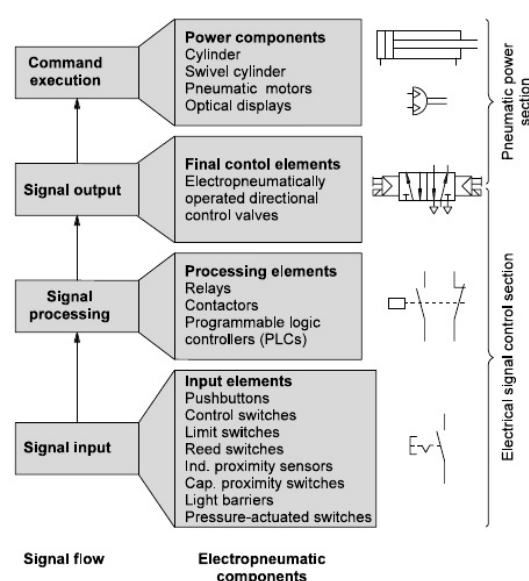 Command
execution
Power components
Cylinder
Swivel cylinder
Pneumatic motors
Optical displays
Pneumatic power
section
Signal output
Final contol elements
Electropneumatically
operated directional
control valves
Signal
processing
Processing elements
Relays
Contactors
Programmable logic
controllers (PLCs)
Electrical signal control section
Signal input
Input elements
Pushbuttons
Control switches
Limit switches
Reed switches
Ind. proximity sensors
Cap. proximity switches
Light barriers
Pressure-actuated switches
Signal flow
Electropneumatic
components